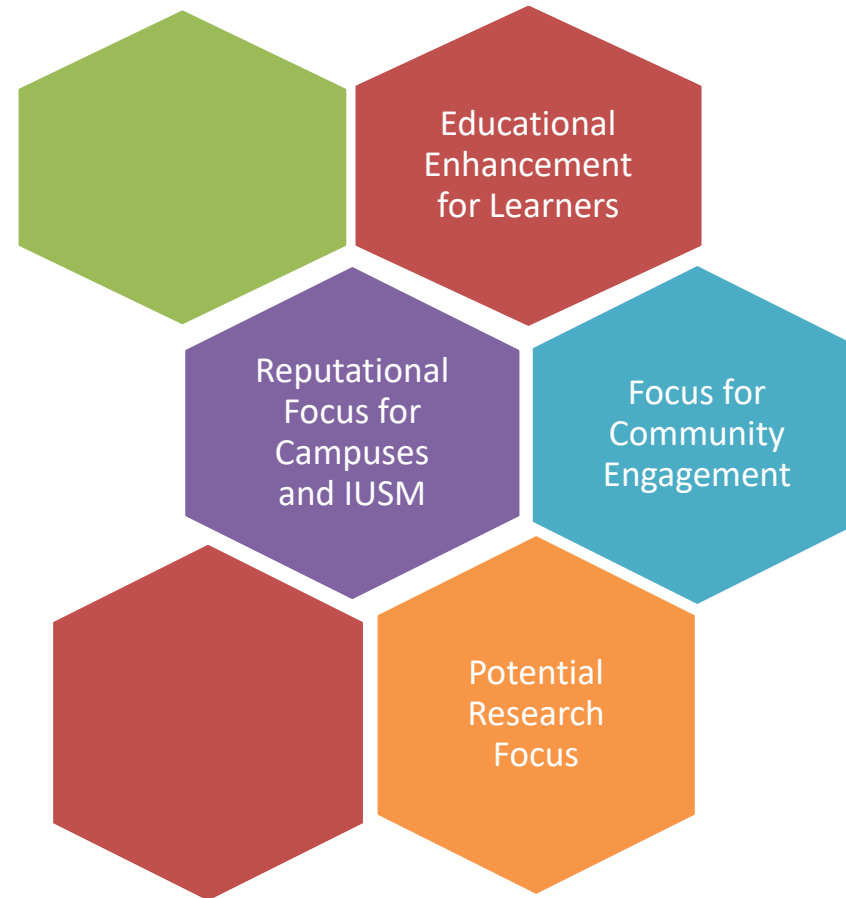 Educational
Enhancement
for Learners
Reputational
Focus for
Campuses
and IUSM
Focus for
Community
Engagement
Potential
Research
Focus